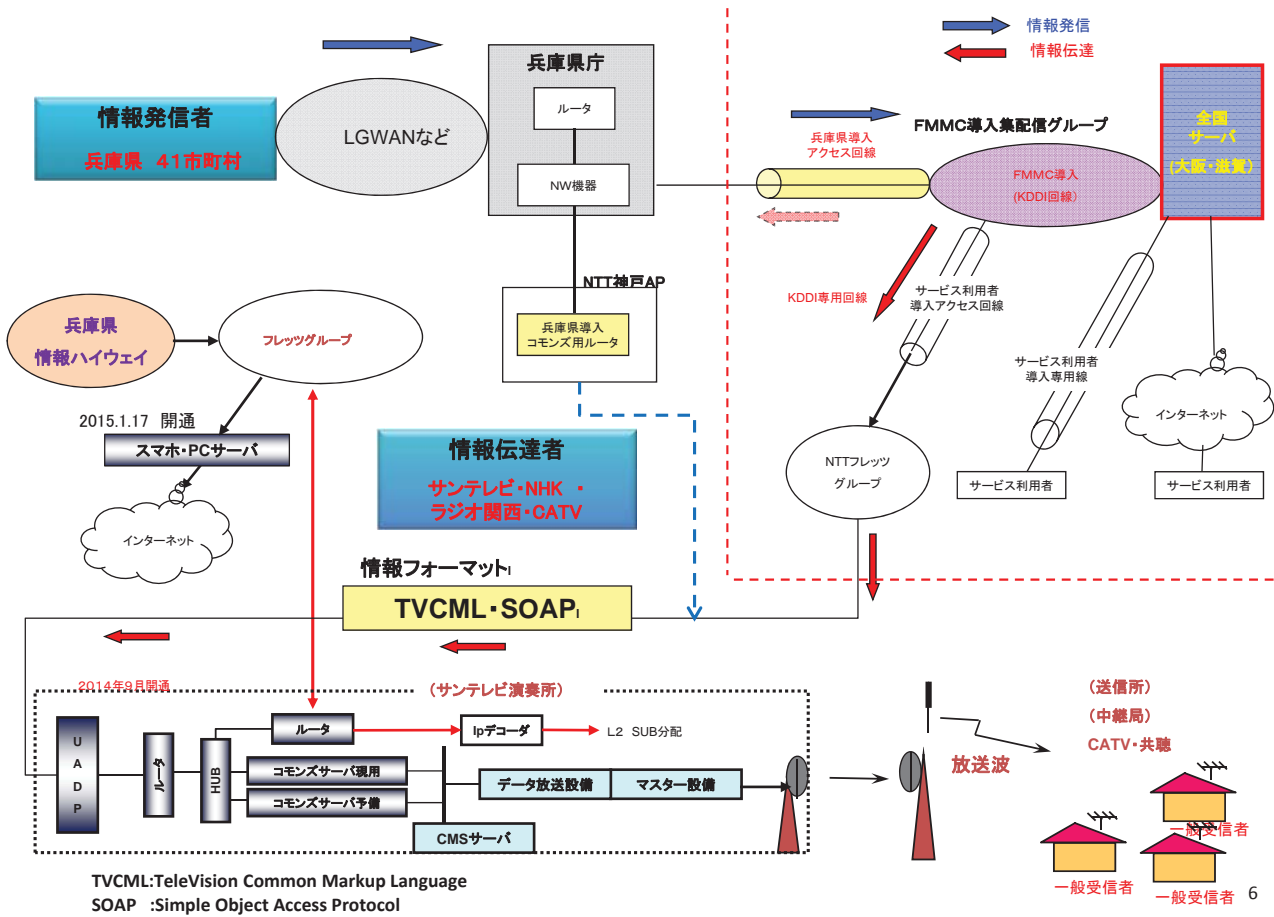 情報発信
情報伝達
情報発信者
兵庫県 41市町村
LGWANなど
兵庫県庁
ルータ
NW機器
兵庫県導入
アクセス回線
FMMC導入集配信グループ
FMMC導入
(KDDI回線)
全国
サーバ
(大阪・滋賀)
NTT神戸AP
兵庫県導入
コモンズ用ルータ
KDDI専用回線
サービス利用者
導入アクセス回線
サービス利用者
導入専用線
インターネット
サービス利用者
サービス利用者
NTTフレッツ
グループ
兵庫県
情報ハイウェイ
フレッツグループ
2015.1.17 開通
スマホ・PCサーバ
インターネット
情報伝達者
サンテレビ・NHK ・
ラジオ関西・CATV
情報フォーマットI
TVCML・SOAPI
2014年9月開通
(サンテレビ演奏所)
UADP
ルータ
HUB
ルータ
Ipデコーダ
L2 SUB分配
コモンズサーバ現用
コモンズサーバ予備
データ放送設備
マスター設備
CMSサーバ
放送波
(送信所)
(中継局)
CATV・共聴
一般受信者
一般受信者
一般受信者
TVCML:TeleVision Common Markup Language
SOAP :Simple Object Access Protocol
6